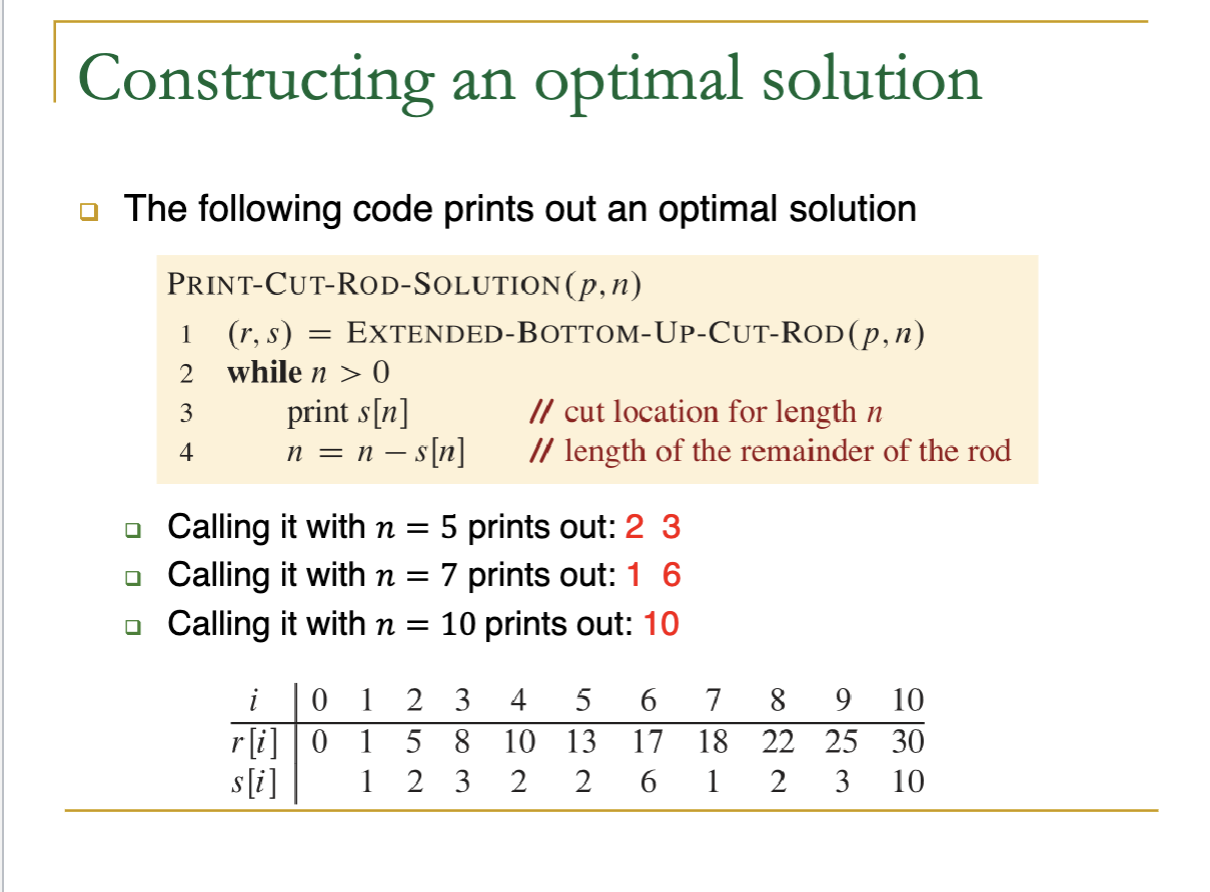 Constructing an optimal solution
The following code prints out an optimal solution
PRINT-CUT-ROD-SOLUTION(p, n)
1 (r, s) = EXTENDED-BOTTOM-UP-CUT-ROD(p, n)
2 while n > 0
3 print s[n] // cut location for length n
4 n = n − s[n] // length of the remainder of the rod
Calling it with n = 5 prints out: 2 3
Calling it with n = 7 prints out: 1 6
Calling it with n = 10 prints out: 10
i 0 1 2 3 4 5 6 7 8 9 10
r[i] 0 1 5 8 10 13 17 18 22 25 30
s[i] 1 2 3 2 2 6 1 2 3 10